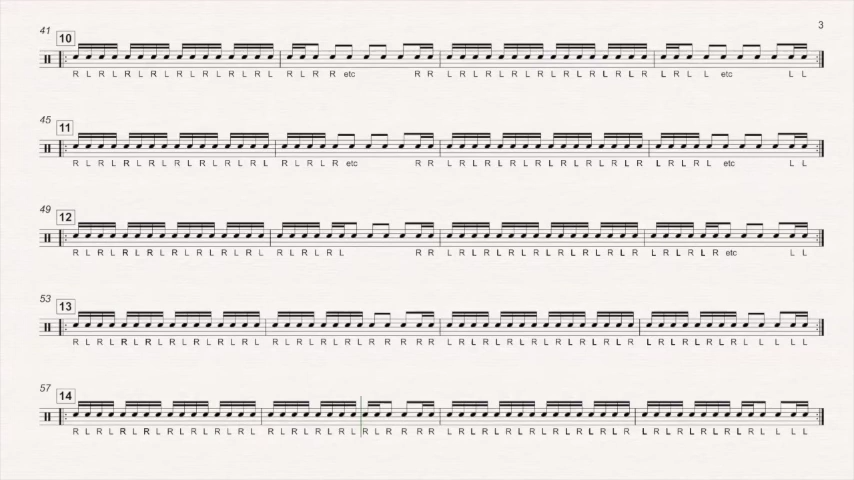 3
41 10
R L R L R L R L R L R L R L R L R L R R etc R R L R L R L R L R L R L R L R L R L R L L etc L L
45 11
R L R L R L R L R L R L R L R L R L R L R etc R R L R L R L R L R L R L R L R L R L R L R L etc L L
49 12
R L R L R L R L R L R L R L R L R L R L R L R R L R L R L R L R L R L R L R L R L R L R L R etc L L
53 13
R L R L R L R L R L R L R L R L R L R L R L R L R R R R R L R L R L R L R L R L R L R L R L R L R L R L R L L L L L
57 14
R L R L R L R L R L R L R L R L R L R L R L R L R L R R R R L R L R L R L R L R L R L R L R L R L R L R L R L R L L L L